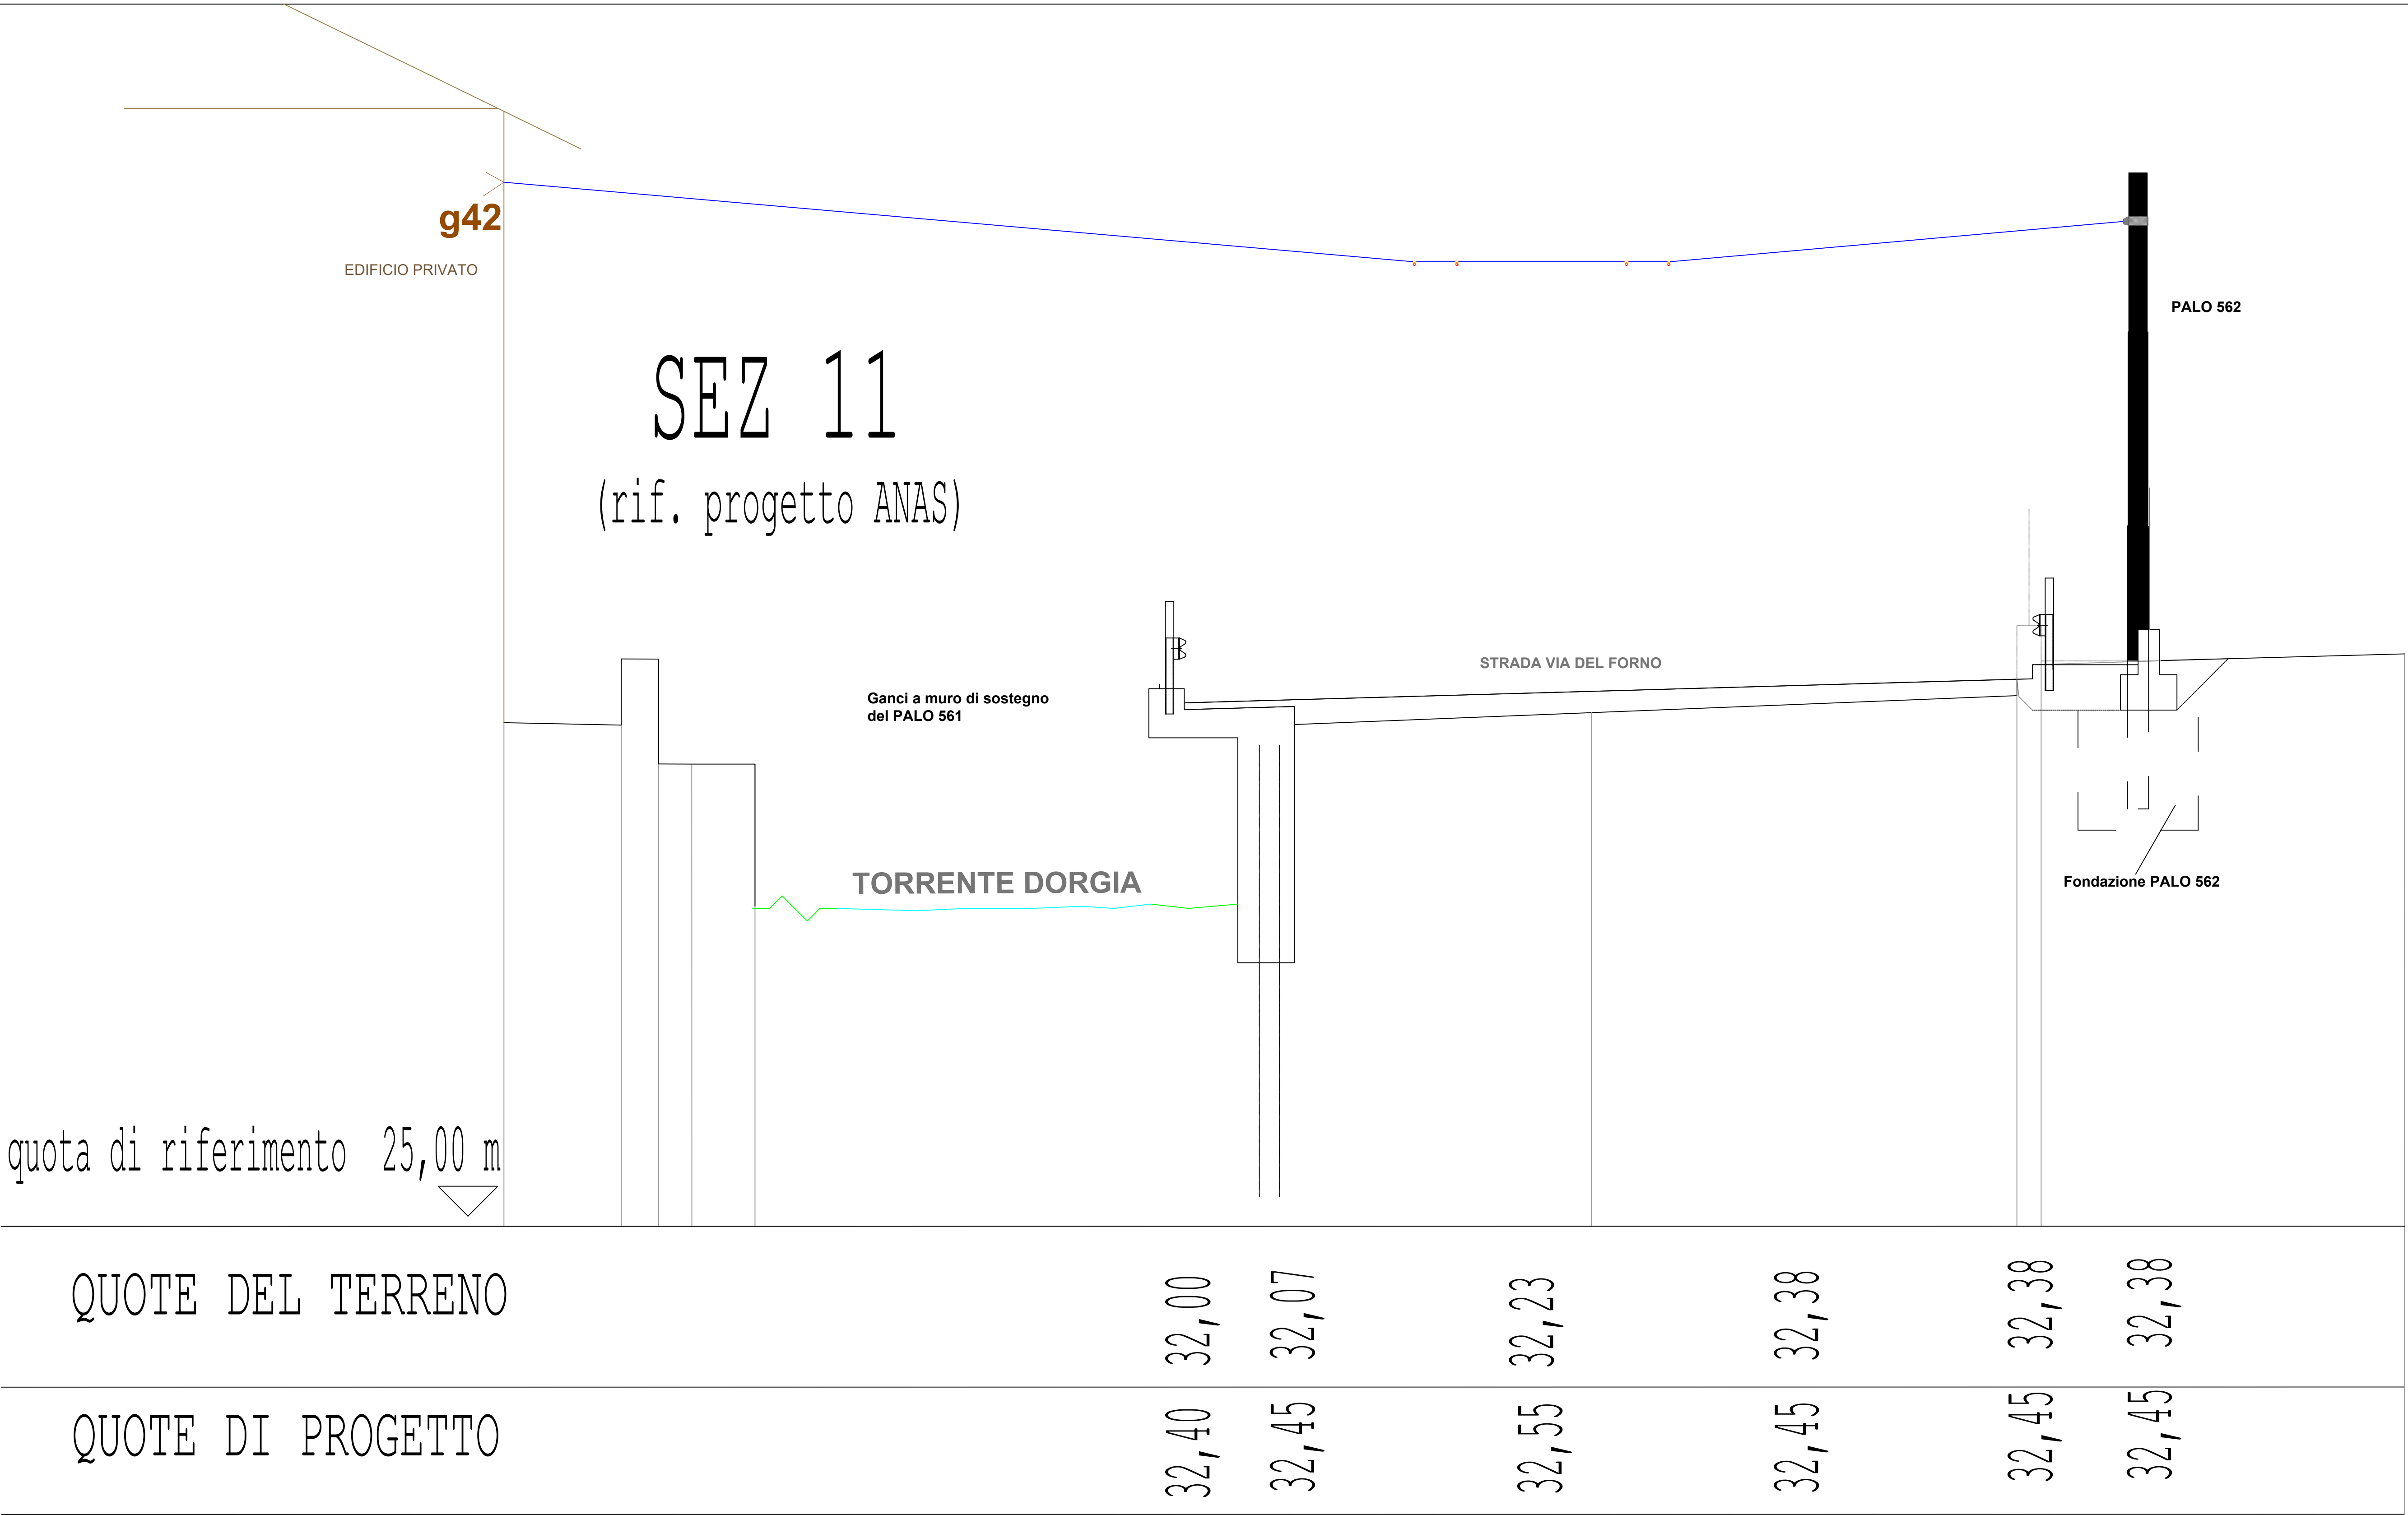 g42
EDIFICIO PRIVATO
PALO 562
SEZ 11
(rif. progetto ANAS)
STRADA VIA DEL FORNO
Ganci a muro di sostegno
del PALO 561
TORRENTE DORGIA
Fondazione PALO 562
quota di riferimento 25,00 m
QUOTE DEL TERRENO 32,00 32,07 32,23 32,38 32,38 32,38
QUOTE DI PROGETTO 32,40 32,45 32,55 32,45 32,45 32,45